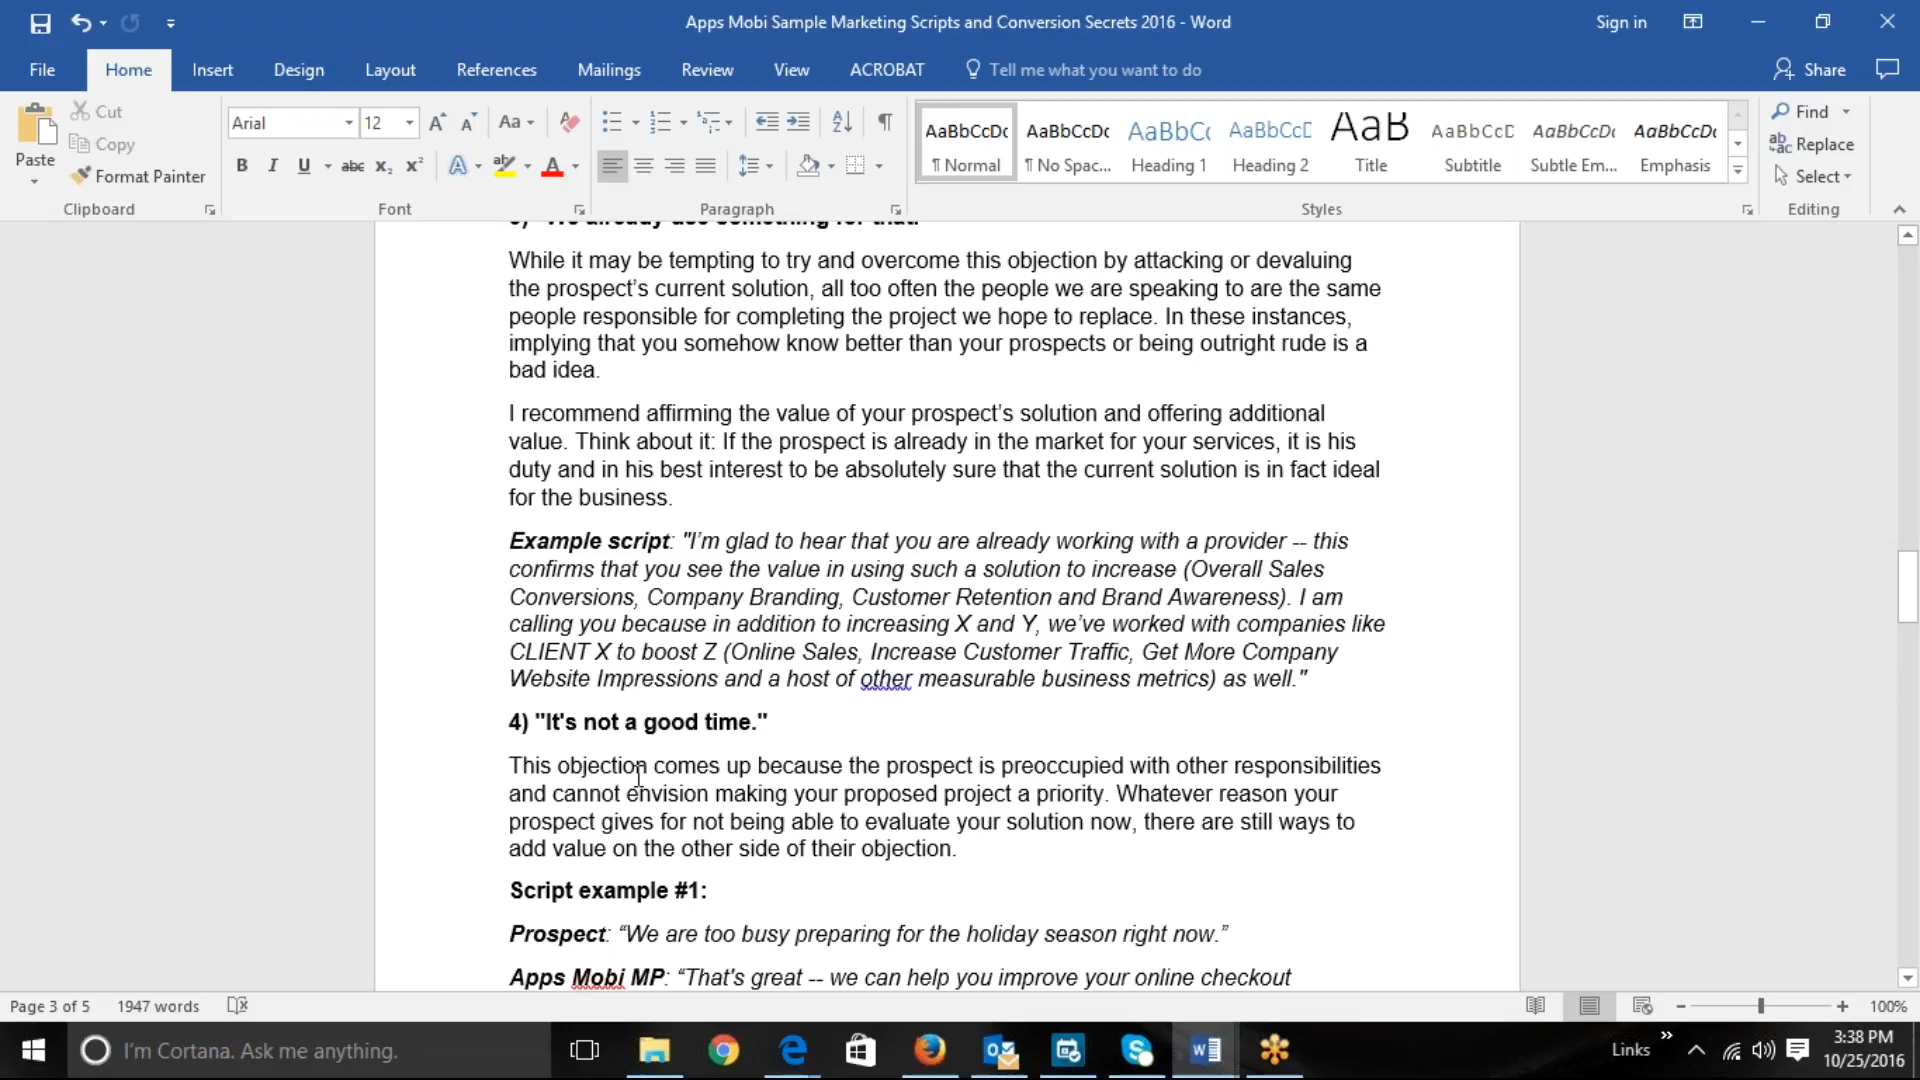 Apps Mobi Sample Marketing Scripts and Conversion Secrets 2016 - Word
Sign in
File Home Insert Design Layout References Mailings Review View ACROBAT Tell me what you want to do Share
Paste
Cut
Copy
Format Painter
Arial 12
Aa
B I U abc X₂ X² A ab A
AaBbCcDc AaBbCcDc AaBbCc AaBbCcD AaB AaBbCcD AaBbCcDc AaBbCcDc
¶ Normal ¶ No Spac... Heading 1 Heading 2 Title Subtitle Subtle Em... Emphasis
Find
Replace
Select
Clipboard Font Paragraph Styles Editing
We already use something for that.
While it may be tempting to try and overcome this objection by attacking or devaluing
the prospect’s current solution, all too often the people we are speaking to are the same
people responsible for completing the project we hope to replace. In these instances,
implying that you somehow know better than your prospects or being outright rude is a
bad idea.
I recommend affirming the value of your prospect’s solution and offering additional
value. Think about it: If the prospect is already in the market for your services, it is his
duty and in his best interest to be absolutely sure that the current solution is in fact ideal
for the business.
Example script: "I’m glad to hear that you are already working with a provider -- this
confirms that you see the value in using such a solution to increase (Overall Sales
Conversions, Company Branding, Customer Retention and Brand Awareness). I am
calling you because in addition to increasing X and Y, we’ve worked with companies like
CLIENT X to boost Z (Online Sales, Increase Customer Traffic, Get More Company
Website Impressions and a host of other measurable business metrics) as well."
4) "It's not a good time."
This objection comes up because the prospect is preoccupied with other responsibilities
and cannot envision making your proposed project a priority. Whatever reason your
prospect gives for not being able to evaluate your solution now, there are still ways to
add value on the other side of their objection.
Script example #1:
Prospect: “We are too busy preparing for the holiday season right now.”
Apps Mobi MP: “That's great -- we can help you improve your online checkout
Page 3 of 5 1947 words 100%
I'm Cortana. Ask me anything.
Links
3:38 PM
10/25/2016